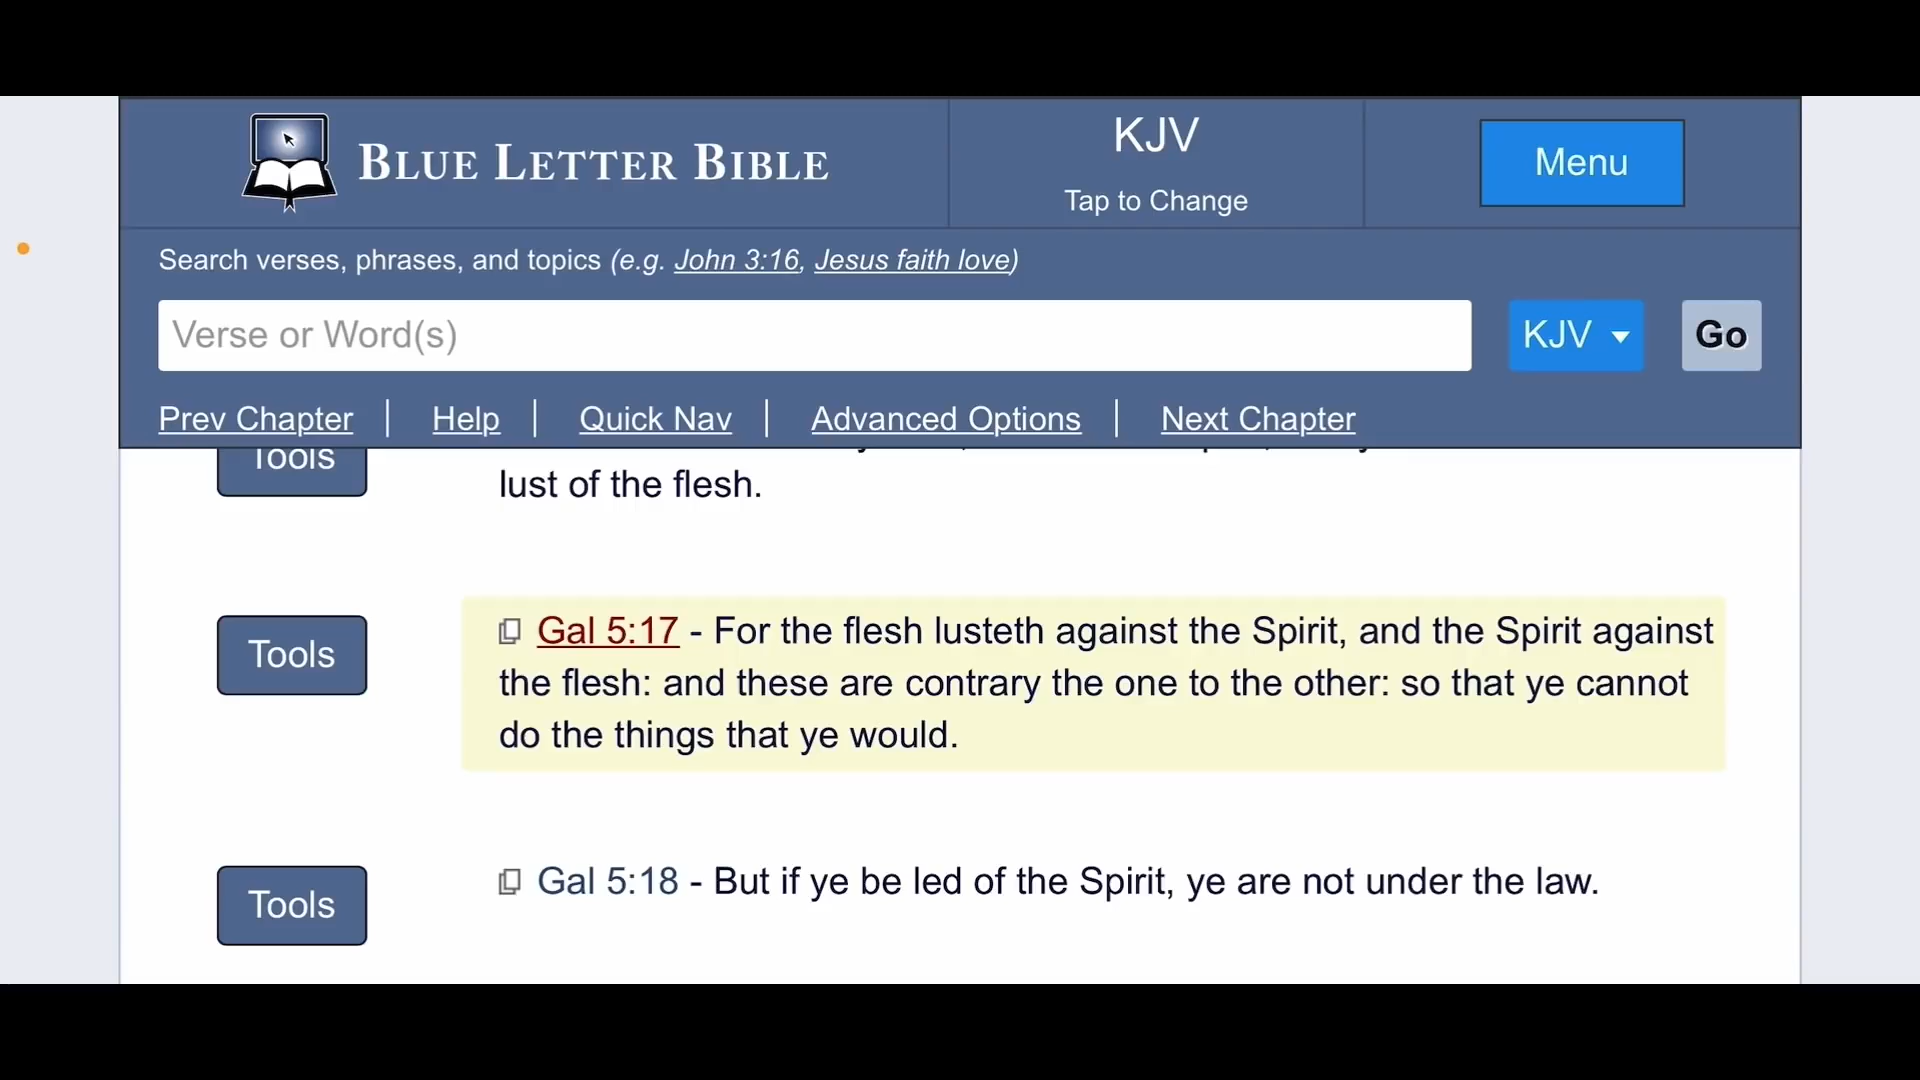 BLUE LETTER BIBLE
KJV
Tap to Change
Menu
Search verses, phrases, and topics (e.g. John 3:16, Jesus faith love)
Verse or Word(s)
KJV
Go
Prev Chapter | Help | Quick Nav | Advanced Options | Next Chapter
Tools
lust of the flesh.
Tools
Gal 5:17 - For the flesh lusteth against the Spirit, and the Spirit against
the flesh: and these are contrary the one to the other: so that ye cannot
do the things that ye would.
Tools
Gal 5:18 - But if ye be led of the Spirit, ye are not under the law.